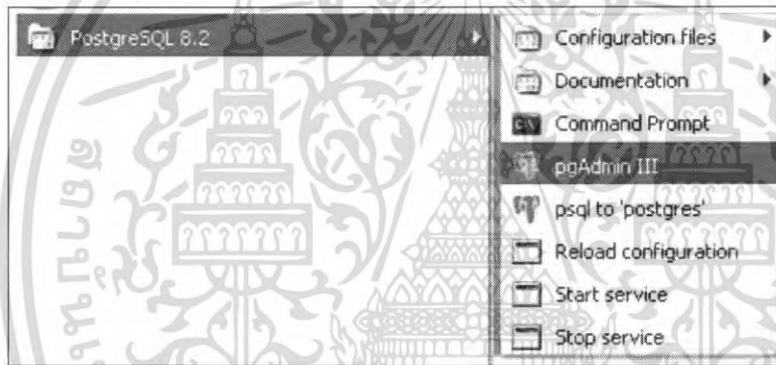 PostgreSQL 8.2
Configuration files
Documentation
Command Prompt
pgAdmin III
psql to 'postgres'
Reload configuration
Start service
Stop service